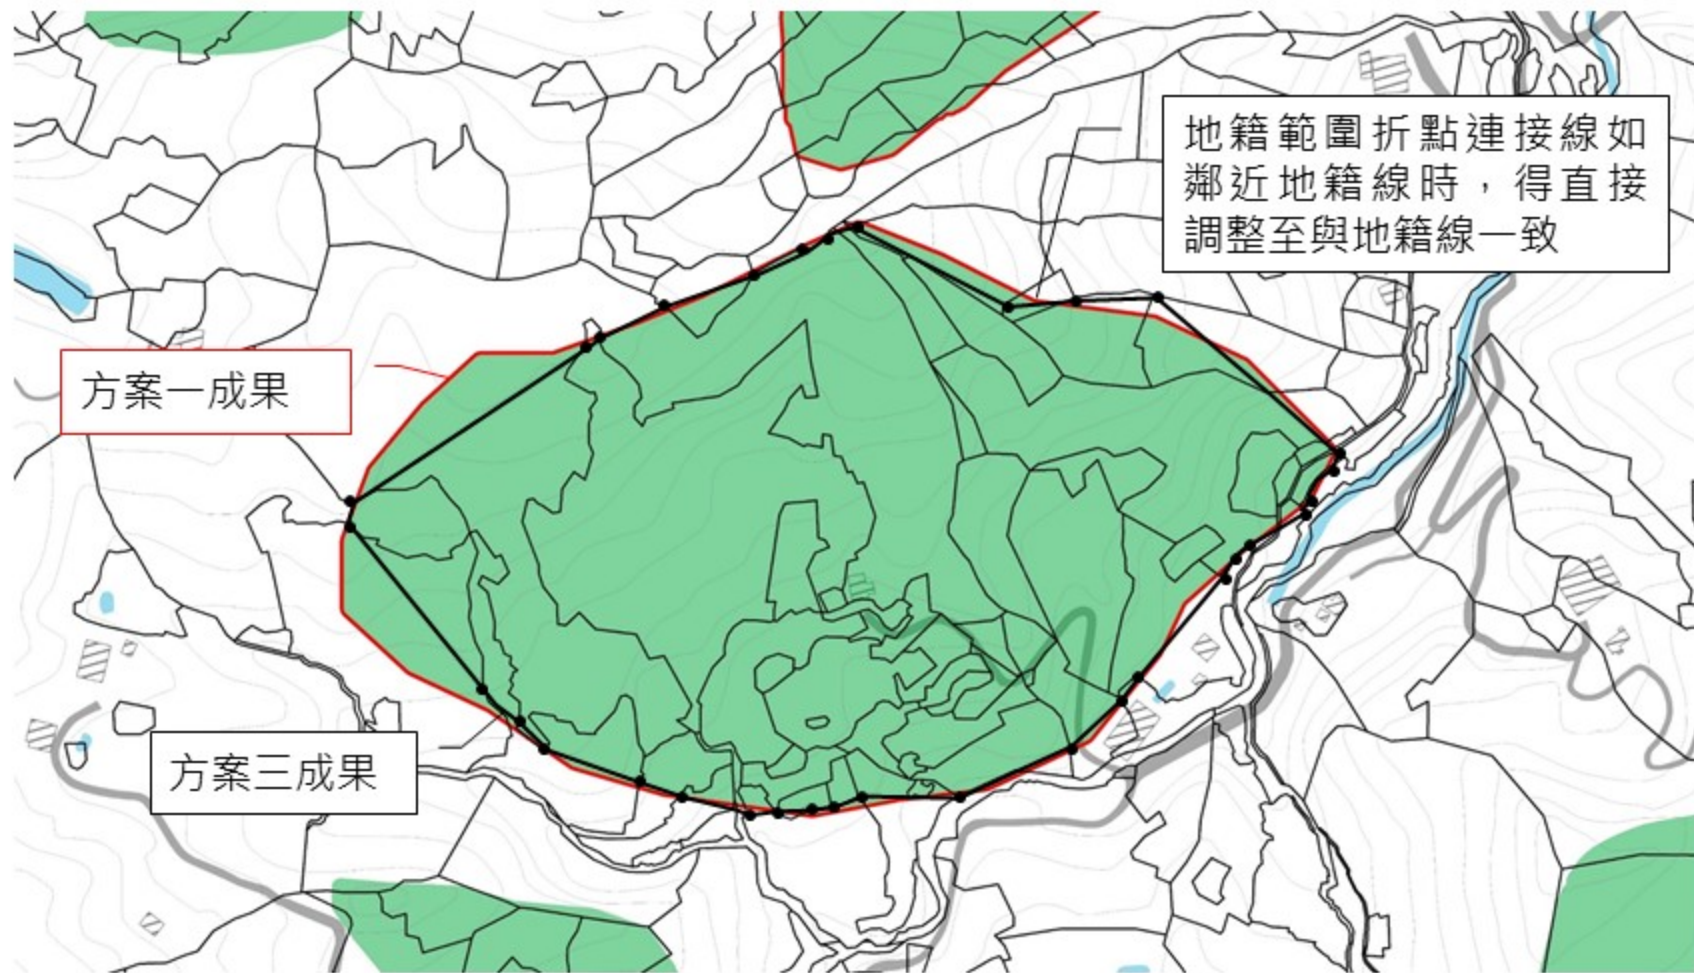 地籍範圍折點連接線如
鄰近地籍線時，得直接
調整至與地籍線一致
方案一成果
方案三成果